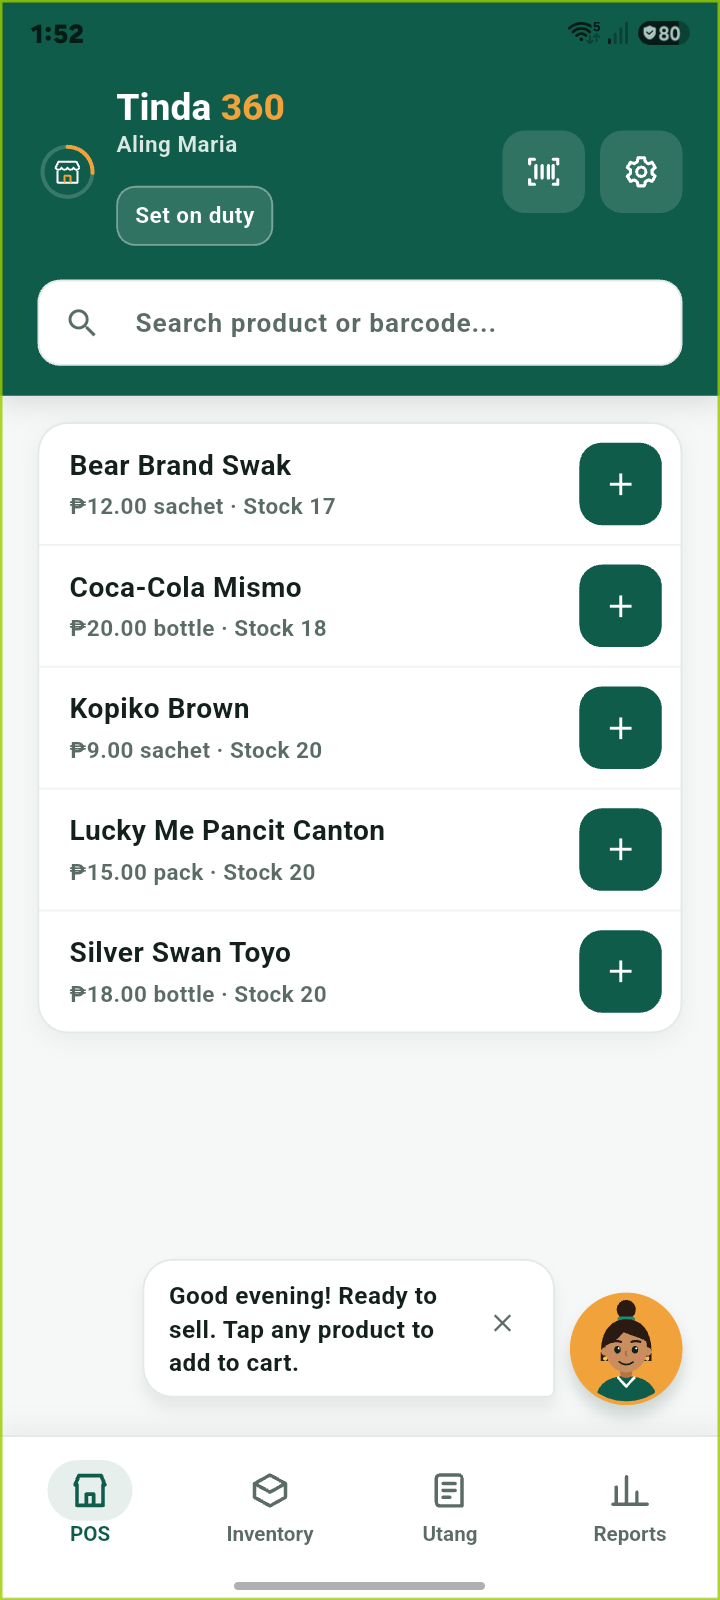 1:52
5
80
Tinda 360
Aling Maria
Set on duty
Search product or barcode...
Bear Brand Swak
₱12.00 sachet · Stock 17
Coca-Cola Mismo
₱20.00 bottle · Stock 18
Kopiko Brown
₱9.00 sachet · Stock 20
Lucky Me Pancit Canton
₱15.00 pack · Stock 20
Silver Swan Toyo
₱18.00 bottle · Stock 20
Good evening! Ready to
sell. Tap any product to
add to cart.
POS
Inventory
Utang
Reports